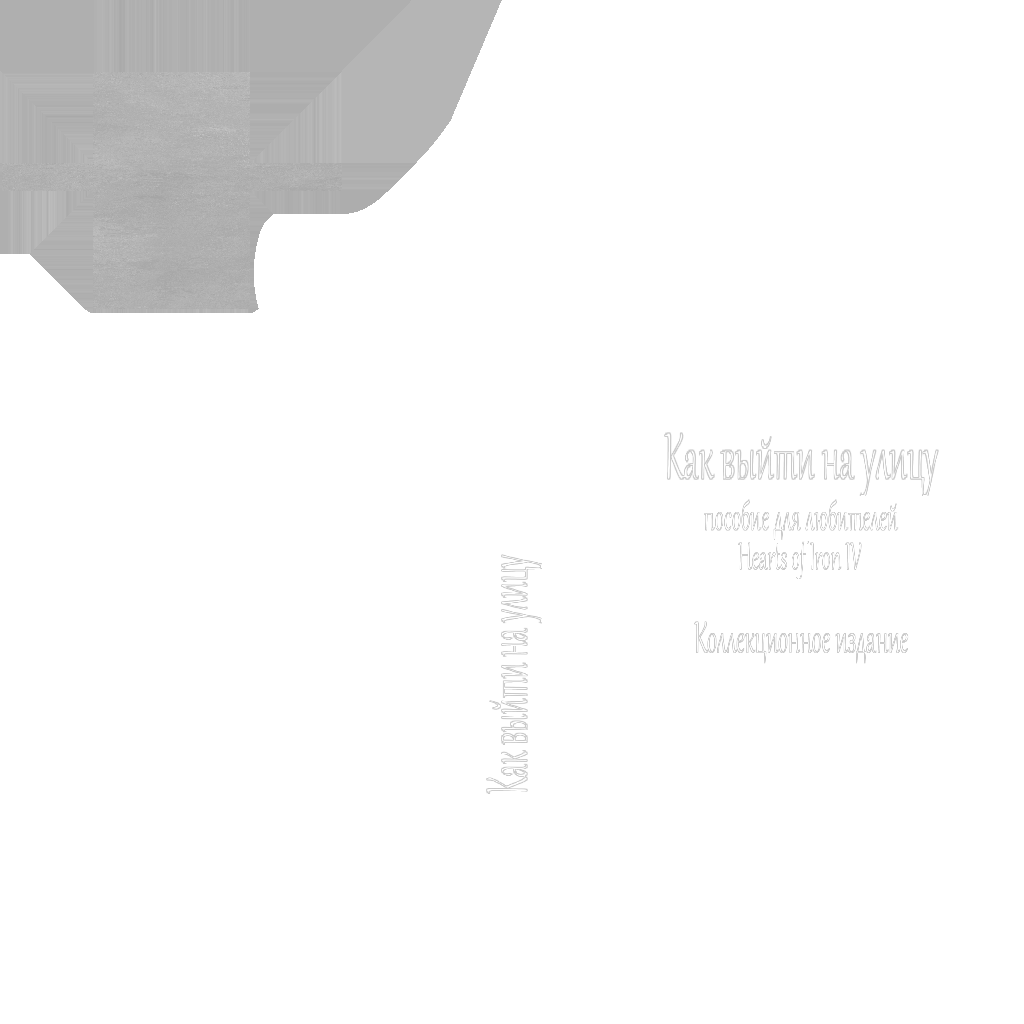 Как выйти на улицу
пособие для любителей
Hearts of Iron IV
Коллекционное издание
Как выйти на улицу